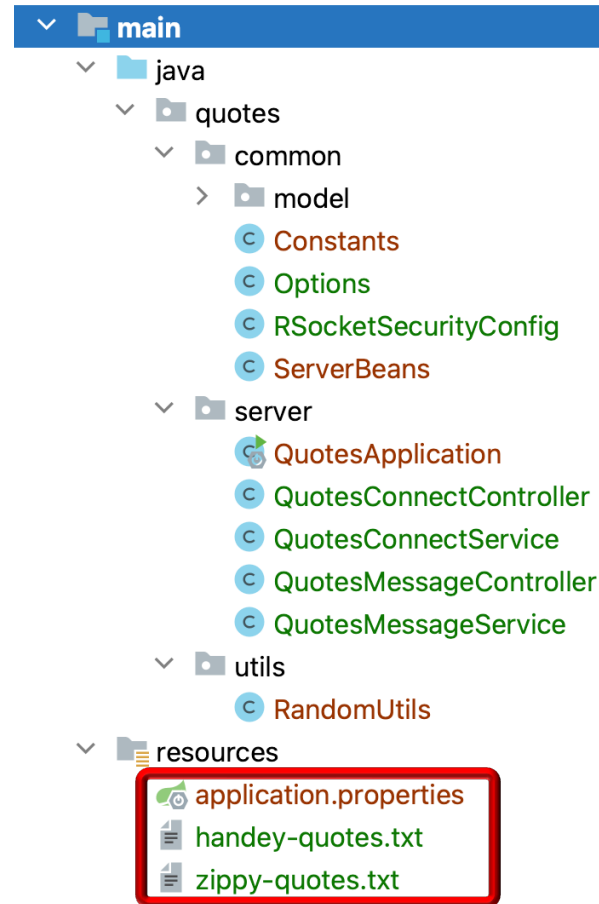 main
java
quotes
common
model
C Constants
C Options
C RSocketSecurityConfig
C ServerBeans
server
C QuotesApplication
C QuotesConnectController
C QuotesConnectService
C QuotesMessageController
C QuotesMessageService
utils
C RandomUtils
resources
application.properties
handey-quotes.txt
zippy-quotes.txt